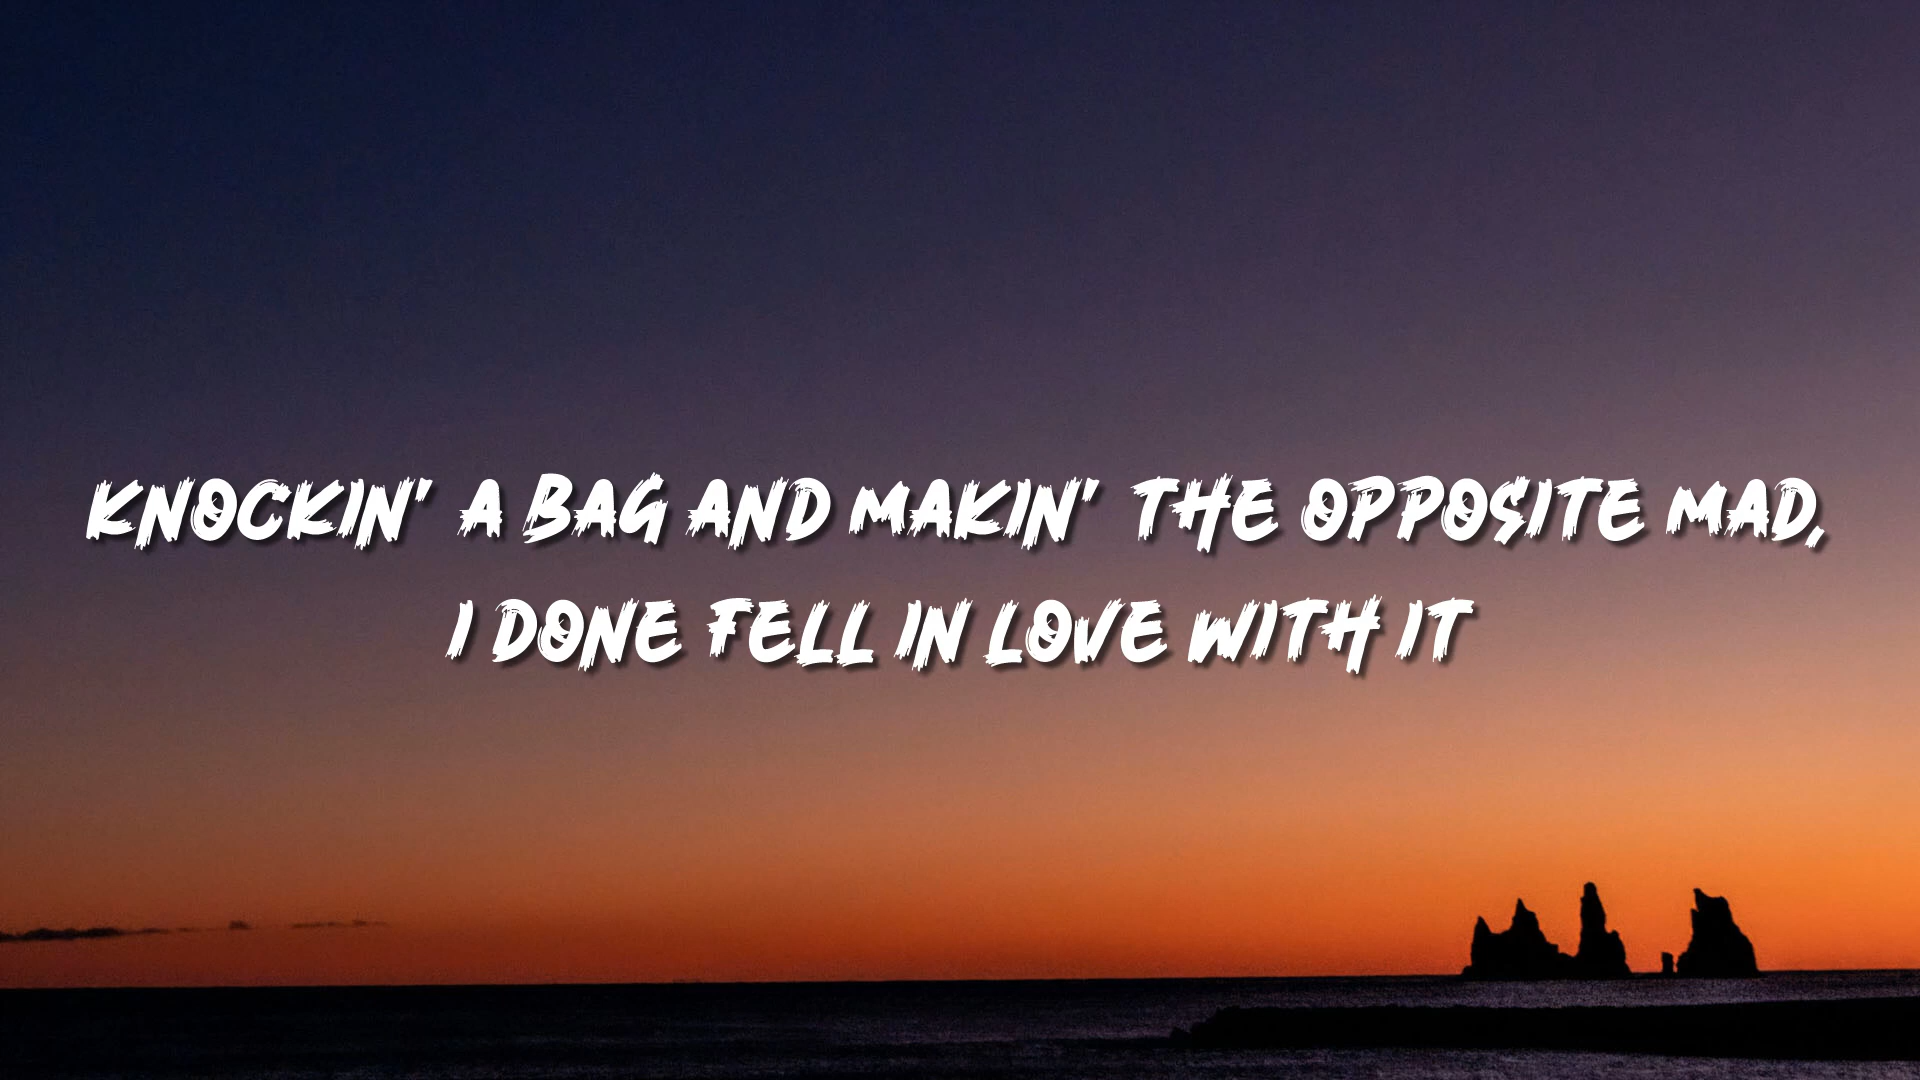 KNOCKIN' A BAG AND MAKIN' THE OPPOSITE MAD,
I DONE FELL IN LOVE WITH IT